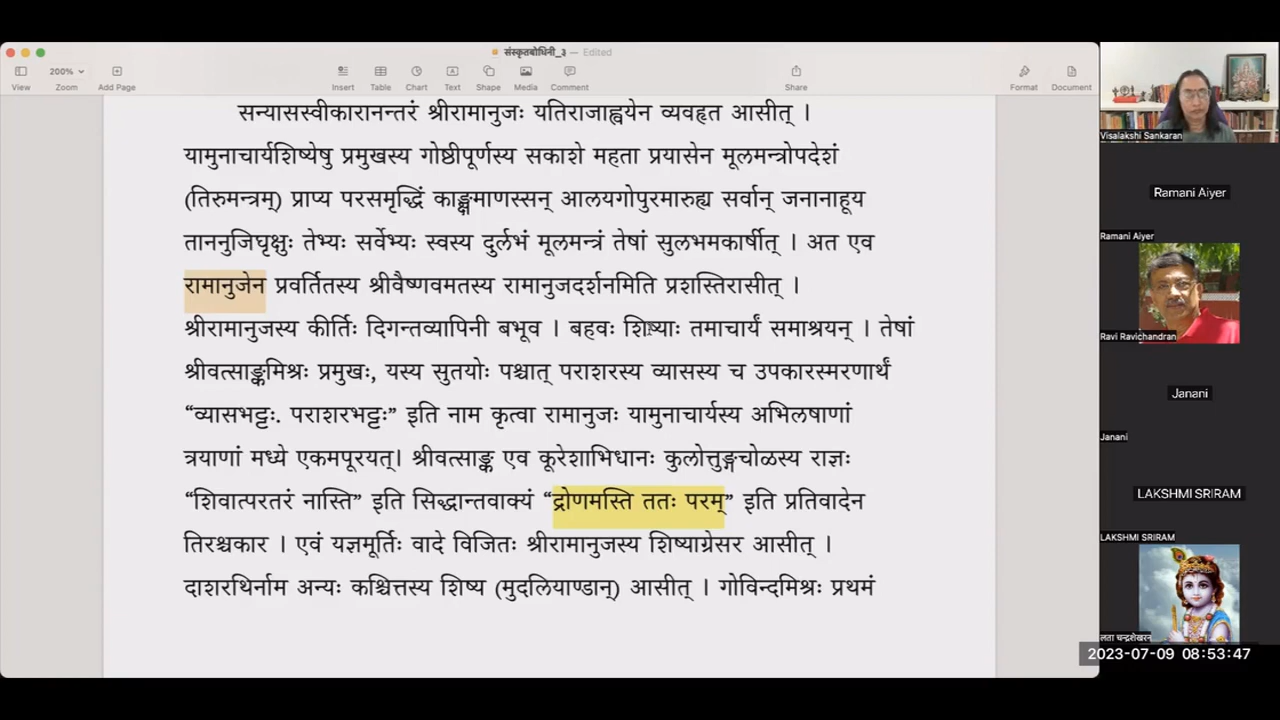 संस्कृतबोधिनी_३ — Edited
200%
View
Zoom
Add Page
Insert
Table
Chart
Text
Shape
Media
Comment
Share
Format
Document
सन्यासस्वीकारानन्तरं श्रीरामानुजः यतिराजाह्वयेन व्यवहृत आसीत् ।
यामुनाचार्यशिष्येषु प्रमुखस्य गोष्ठीपूर्णस्य सकाशे महता प्रयासेन मूलमन्त्रोपदेशं
(तिरुमन्त्रम्) प्राप्य परसमृद्धिं काङ्क्षमाणस्सन् आलयगोपुरमारुह्य सर्वान् जनानाहूय
ताननुजिघृक्षुः तेभ्यः सर्वेभ्यः स्वस्य दुर्लभं मूलमन्त्रं तेषां सुलभमकार्षीत् । अत एव
रामानुजेन प्रवर्तितस्य श्रीवैष्णवमतस्य रामानुजदर्शनमिति प्रशस्तिरासीत् ।
श्रीरामानुजस्य कीर्तिः दिगन्तव्यापिनी बभूव । बहवः शिष्याः तमाचार्यं समाश्रयन् । तेषां
श्रीवत्साङ्कमिश्रः प्रमुखः, यस्य सुतयोः पश्चात् पराशरस्य व्यासस्य च उपकारस्मरणार्थं
“व्यासभट्टः. पराशरभट्टः” इति नाम कृत्वा रामानुजः यामुनाचार्यस्य अभिलषाणां
त्रयाणां मध्ये एकमपूरयत्। श्रीवत्साङ्क एव कूरेशाभिधानः कुलोत्तुङ्गचोळस्य राज्ञः
“शिवात्परतरं नास्ति” इति सिद्धान्तवाक्यं “द्रोणमस्ति ततः परम्” इति प्रतिवादेन
तिरश्चकार । एवं यज्ञमूर्तिः वादे विजितः श्रीरामानुजस्य शिष्याग्रेसर आसीत् ।
दाशरथिर्नाम अन्यः कश्चित्तस्य शिष्य (मुदलियाण्डान्) आसीत् । गोविन्दमिश्रः प्रथमं
Visalakshi Sankaran
Ramani Aiyer
Ramani Aiyer
Ravi Ravichandran
Janani
Janani
LAKSHMI SRIRAM
LAKSHMI SRIRAM
लता चन्द्रशेखरन
2023-07-09 08:53:47